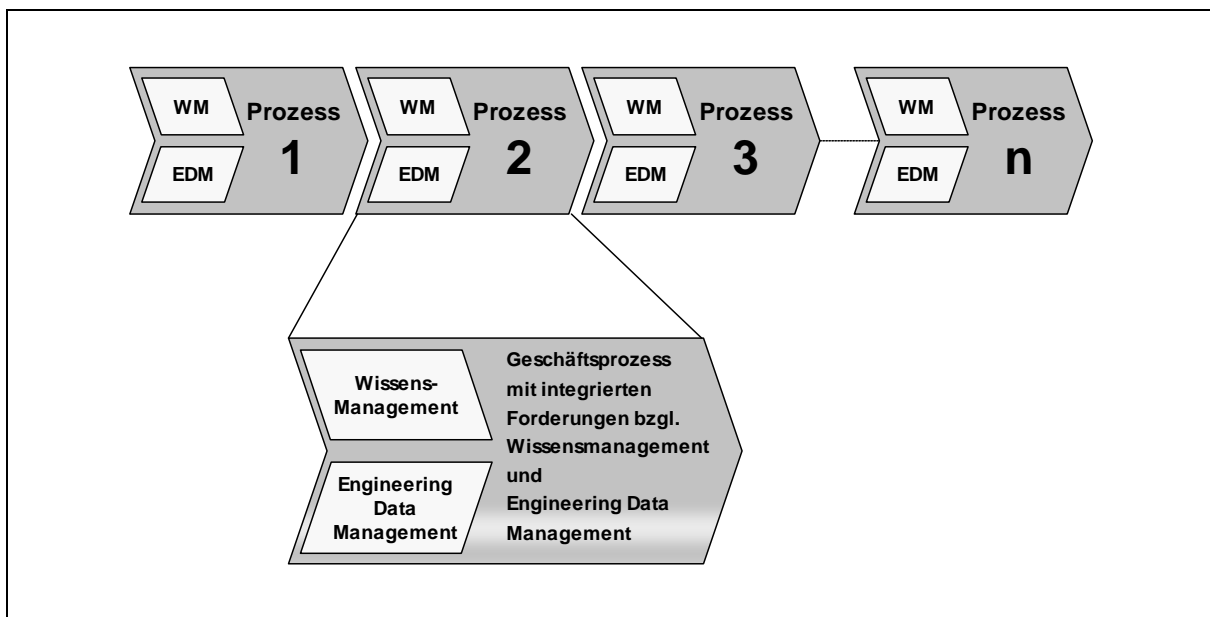 WM
Prozess
1
EDM
WM
Prozess
2
EDM
WM
Prozess
3
EDM
WM
Prozess
n
EDM
Wissens-
Management
Engineering
Data
Management
Geschäftsprozess
mit integrierten
Forderungen bzgl.
Wissensmanagement
und
Engineering Data
Management